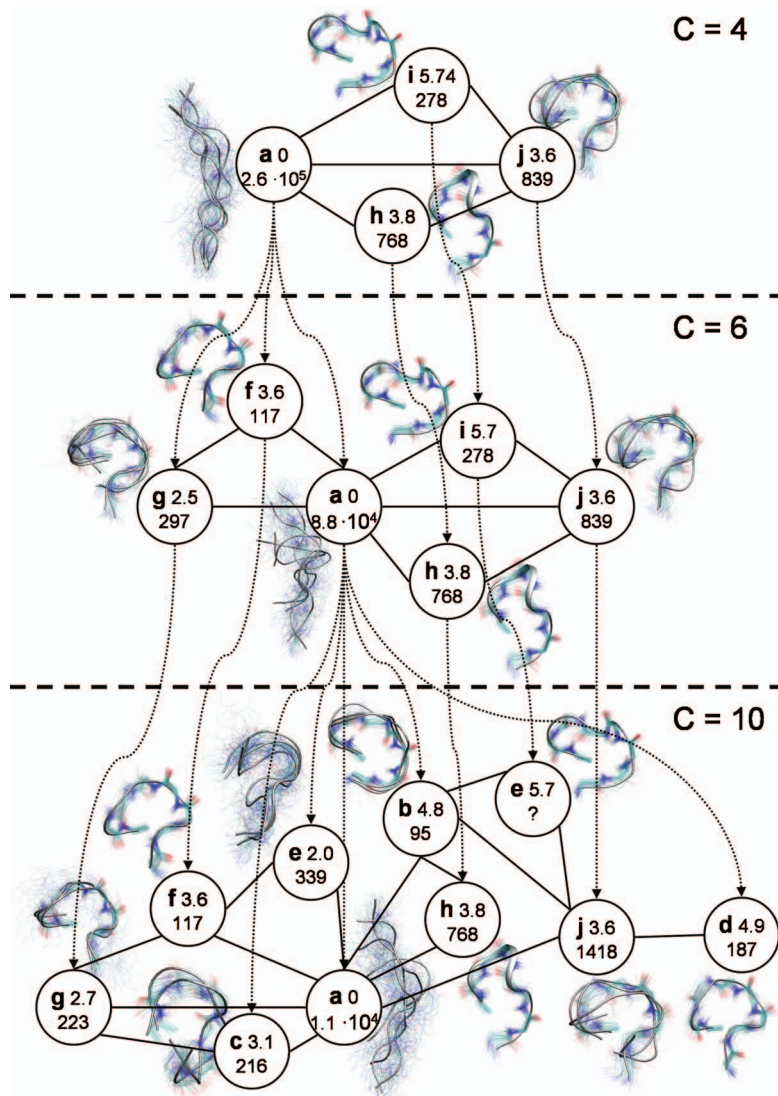 C = 4
i 5.74
278
a 0
2.6 ·10⁵
j 3.6
839
h 3.8
768
C = 6
f 3.6
117
i 5.7
278
g 2.5
297
a 0
8.8 ·10⁴
j 3.6
839
h 3.8
768
C = 10
b 4.8
95
e 5.7
?
e 2.0
339
f 3.6
117
h 3.8
768
j 3.6
1418
d 4.9
187
g 2.7
223
a 0
1.1 ·10⁴
c 3.1
216